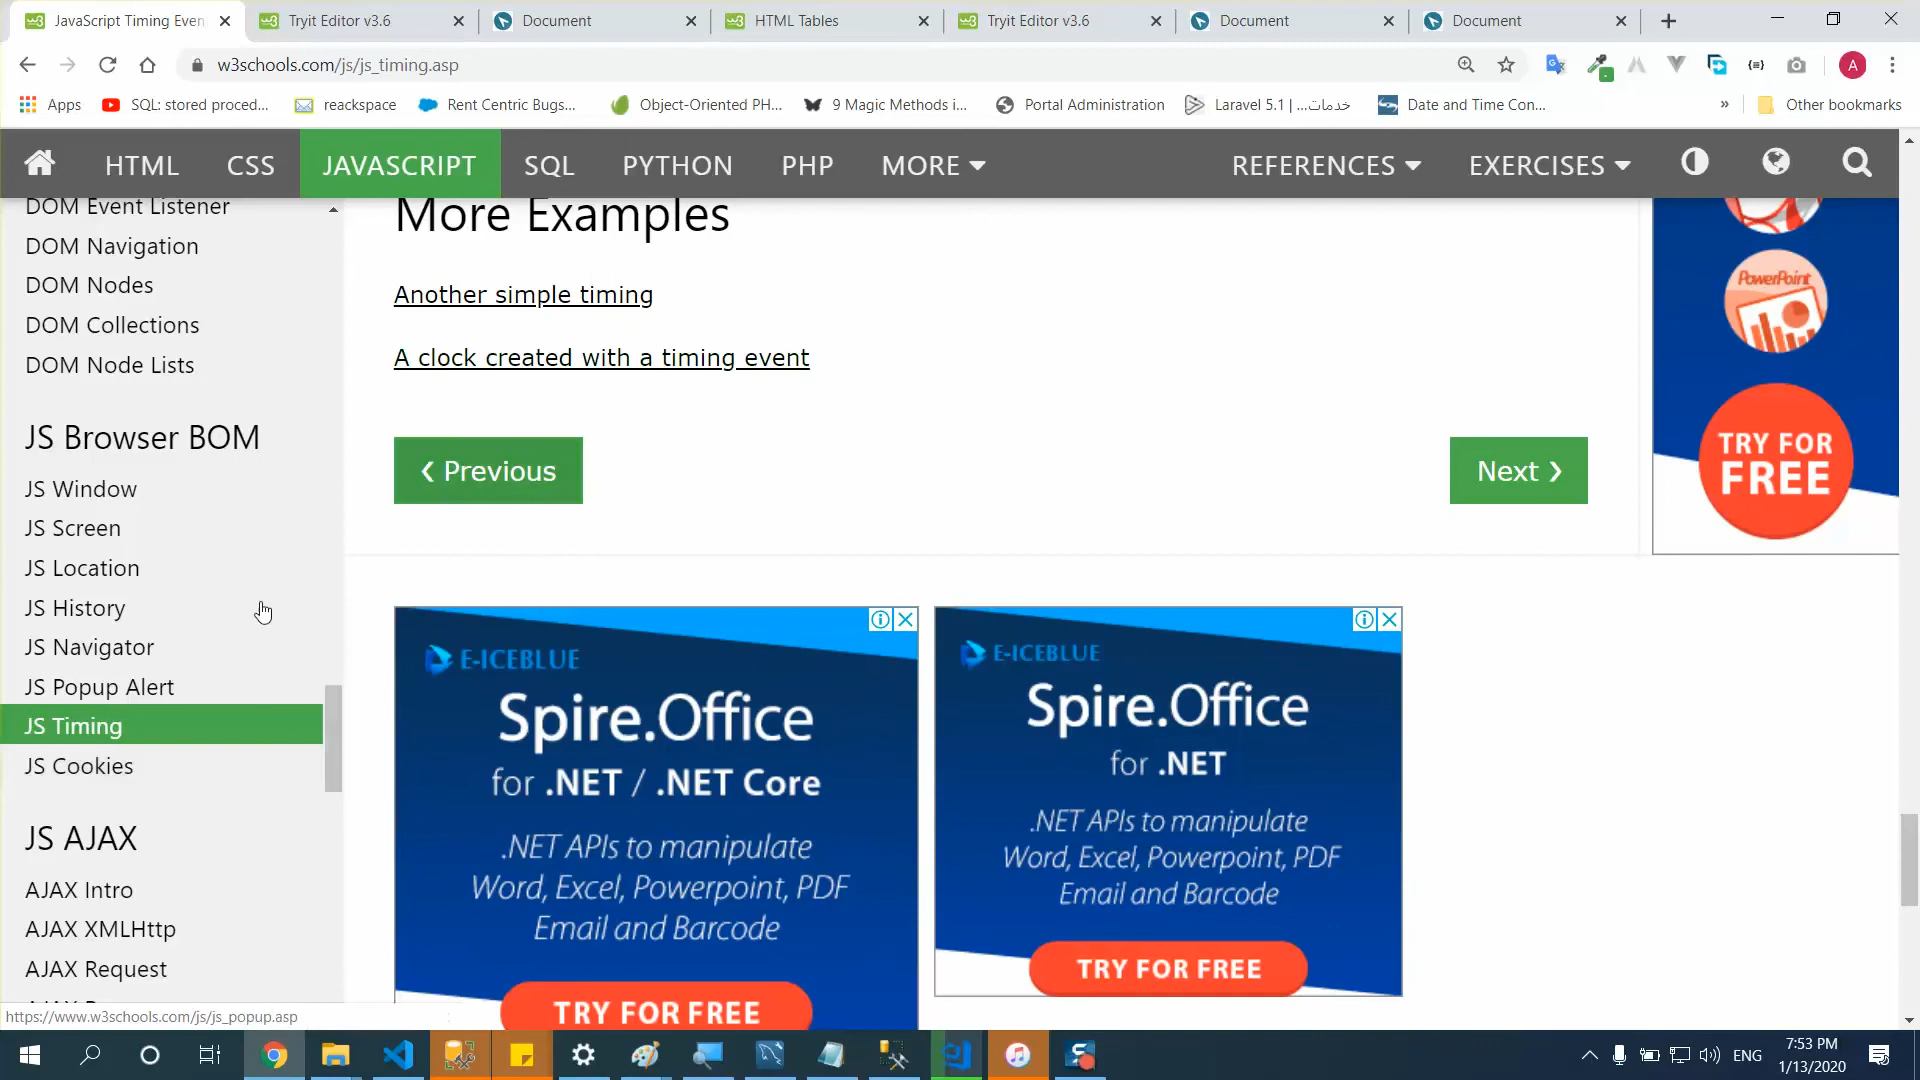 JavaScript Timing Even
Tryit Editor v3.6
Document
HTML Tables
Tryit Editor v3.6
Document
Document
w3schools.com/js/js_timing.asp
A
Apps
SQL: stored proced...
reackspace
Rent Centric Bugs...
Object-Oriented PH...
9 Magic Methods i...
Portal Administration
Laravel 5.1 | ...خدمات
Date and Time Con...
»
Other bookmarks
HTML
CSS
JAVASCRIPT
SQL
PYTHON
PHP
MORE
REFERENCES
EXERCISES
DOM Event Listener
DOM Navigation
DOM Nodes
DOM Collections
DOM Node Lists
JS Browser BOM
JS Window
JS Screen
JS Location
JS History
JS Navigator
JS Popup Alert
JS Timing
JS Cookies
JS AJAX
AJAX Intro
AJAX XMLHttp
AJAX Request
https://www.w3schools.com/js/js_popup.asp
More Examples
Another simple timing
A clock created with a timing event
❮ Previous
Next ❯
PowerPoint
TRY FOR
FREE
E-ICEBLUE
Spire.Office
for .NET / .NET Core
.NET APIs to manipulate
Word, Excel, Powerpoint, PDF
Email and Barcode
TRY FOR FREE
E-ICEBLUE
Spire.Office
for .NET
.NET APIs to manipulate
Word, Excel, Powerpoint, PDF
Email and Barcode
TRY FOR FREE
ENG
7:53 PM
1/13/2020